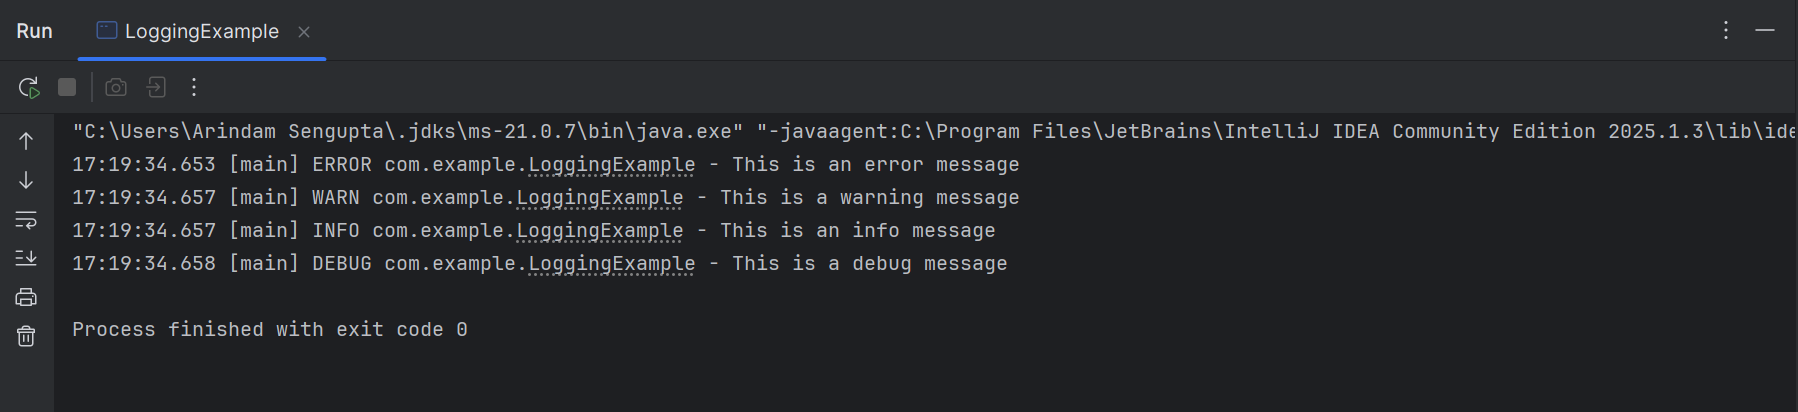 Run LoggingExample
"C:\Users\Arindam Sengupta\.jdks\ms-21.0.7\bin\java.exe" "-javaagent:C:\Program Files\JetBrains\IntelliJ IDEA Community Edition 2025.1.3\lib\ide
17:19:34.653 [main] ERROR com.example.LoggingExample - This is an error message
17:19:34.657 [main] WARN com.example.LoggingExample - This is a warning message
17:19:34.657 [main] INFO com.example.LoggingExample - This is an info message
17:19:34.658 [main] DEBUG com.example.LoggingExample - This is a debug message
Process finished with exit code 0